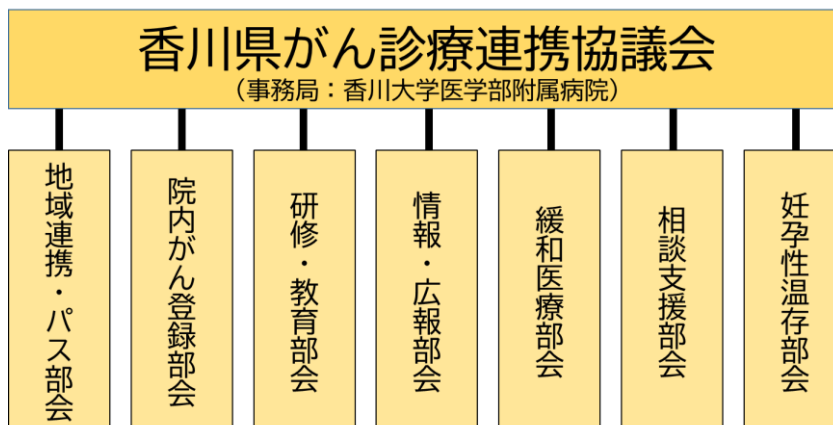 香川県がん診療連携協議会
（事務局：香川大学医学部附属病院）
地域連携・パス部会
院内がん登録部会
研修・教育部会
情報・広報部会
緩和医療部会
相談支援部会
妊孕性温存部会